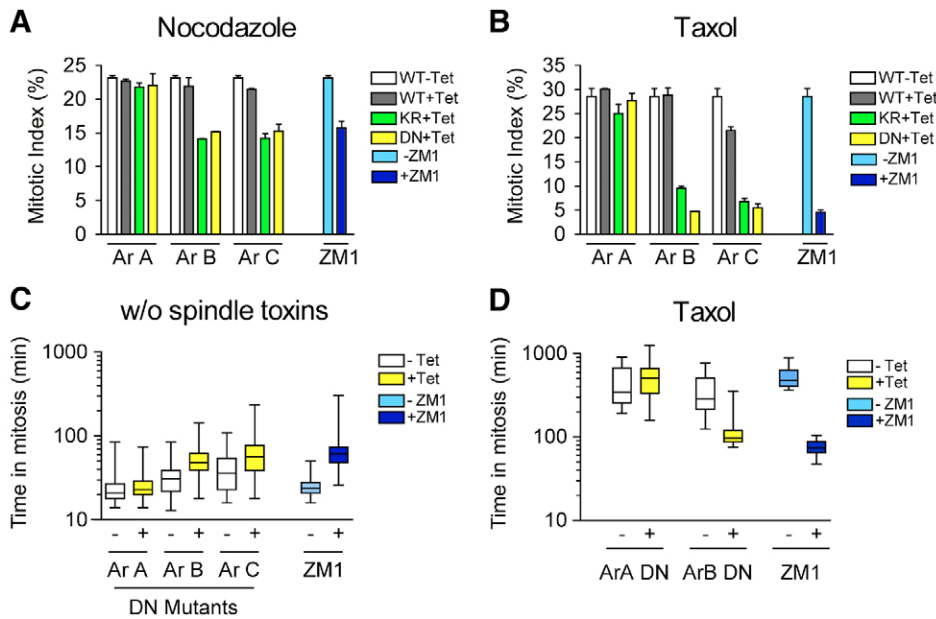 A
Nocodazole
Mitotic Index (%)
25
20
15
10
5
0
Ar A
Ar B
Ar C
ZM1
WT-Tet
WT+Tet
KR+Tet
DN+Tet
-ZM1
+ZM1
B
Taxol
Mitotic Index (%)
35
30
25
20
15
10
5
0
Ar A
Ar B
Ar C
ZM1
WT-Tet
WT+Tet
KR+Tet
DN+Tet
-ZM1
+ZM1
C
w/o spindle toxins
Time in mitosis (min)
1000
100
10
- + - + - + - +
Ar A
Ar B
Ar C
ZM1
DN Mutants
- Tet
+Tet
- ZM1
+ZM1
D
Taxol
Time in mitosis (min)
1000
100
10
- + - + - +
ArA DN
ArB DN
ZM1
- Tet
+Tet
- ZM1
+ZM1